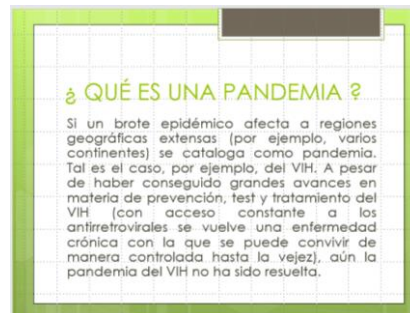 ¿ QUÉ ES UNA PANDEMIA ?
Si un brote epidémico afecta a regiones
geográficas extensas (por ejemplo, varios
continentes) se cataloga como pandemia.
Tal es el caso, por ejemplo, del VIH. A pesar
de haber conseguido grandes avances en
materia de prevención, test y tratamiento del
VIH (con acceso constante a los
antirretrovirales se vuelve una enfermedad
crónica con la que se puede convivir de
manera controlada hasta la vejez), aún la
pandemia del VIH no ha sido resuelta.